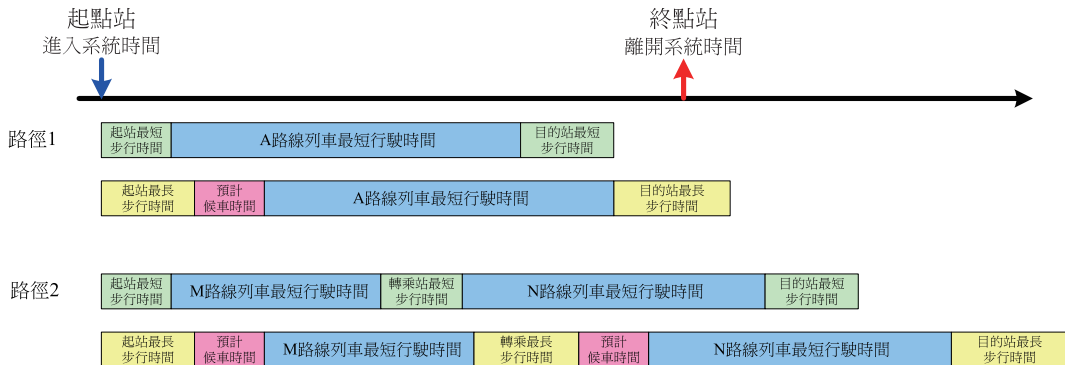 起點站
進入系統時間
終點站
離開系統時間
路徑1
起站最短
步行時間
A路線列車最短行駛時間
目的站最短
步行時間
起站最長
步行時間
預計
候車時間
A路線列車最短行駛時間
目的站最長
步行時間
路徑2
起站最短
步行時間
M路線列車最短行駛時間
轉乘站最短
步行時間
N路線列車最短行駛時間
目的站最短
步行時間
起站最長
步行時間
預計
候車時間
M路線列車最短行駛時間
轉乘最長
步行時間
預計
候車時間
N路線列車最短行駛時間
目的站最長
步行時間